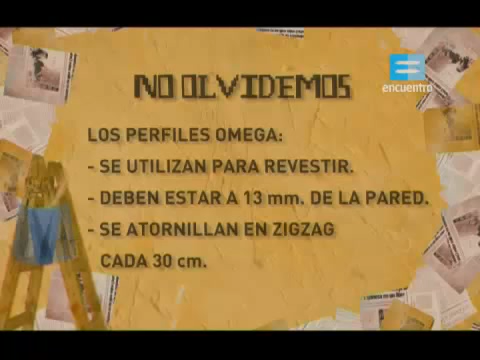 encuentro
NO OLVIDEMOS
LOS PERFILES OMEGA:
- SE UTILIZAN PARA REVESTIR.
- DEBEN ESTAR A 13 mm. DE LA PARED.
- SE ATORNILLAN EN ZIGZAG
CADA 30 cm.